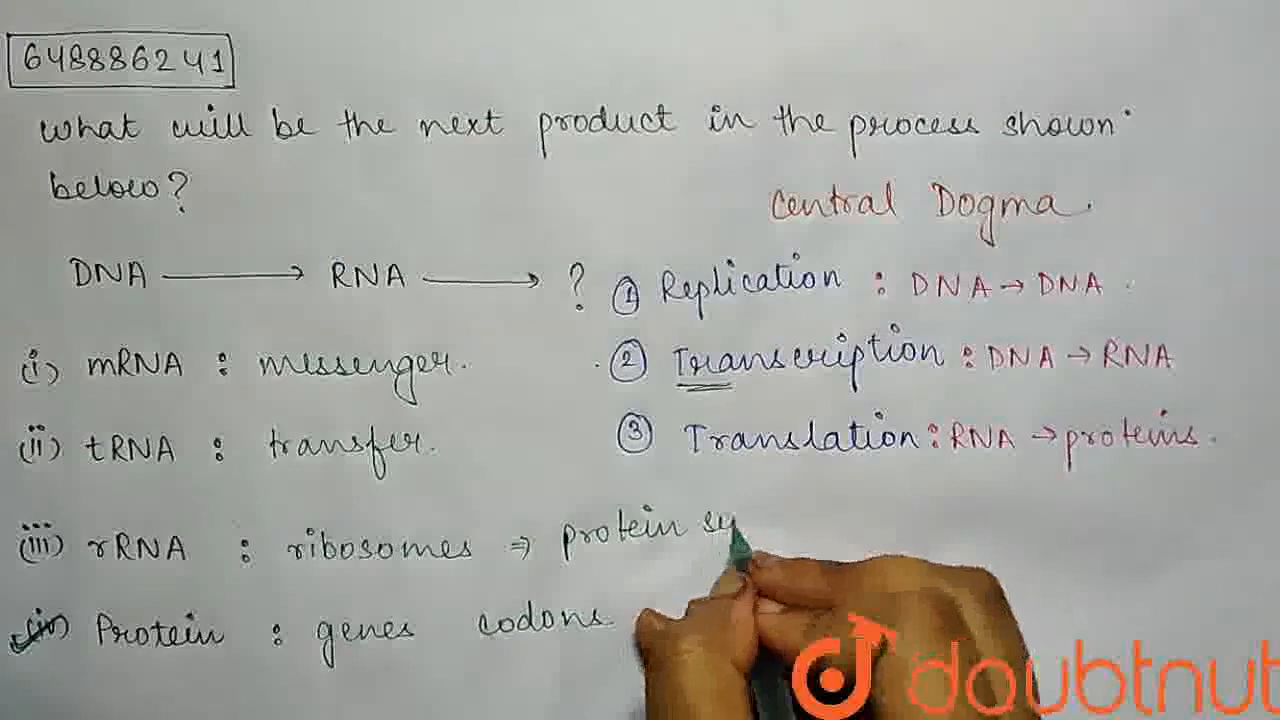 648886241
What will be the next product in the process shown
below?
Central Dogma.
DNA → RNA → ?
① Replication : DNA → DNA.
(i) mRNA : messenger.
② Transcription : DNA → RNA
(ii) tRNA : transfer.
③ Translation : RNA → proteins.
(iii) rRNA : ribosomes ⇒ protein sy
(iv) Protein : genes codons.
doubtnut